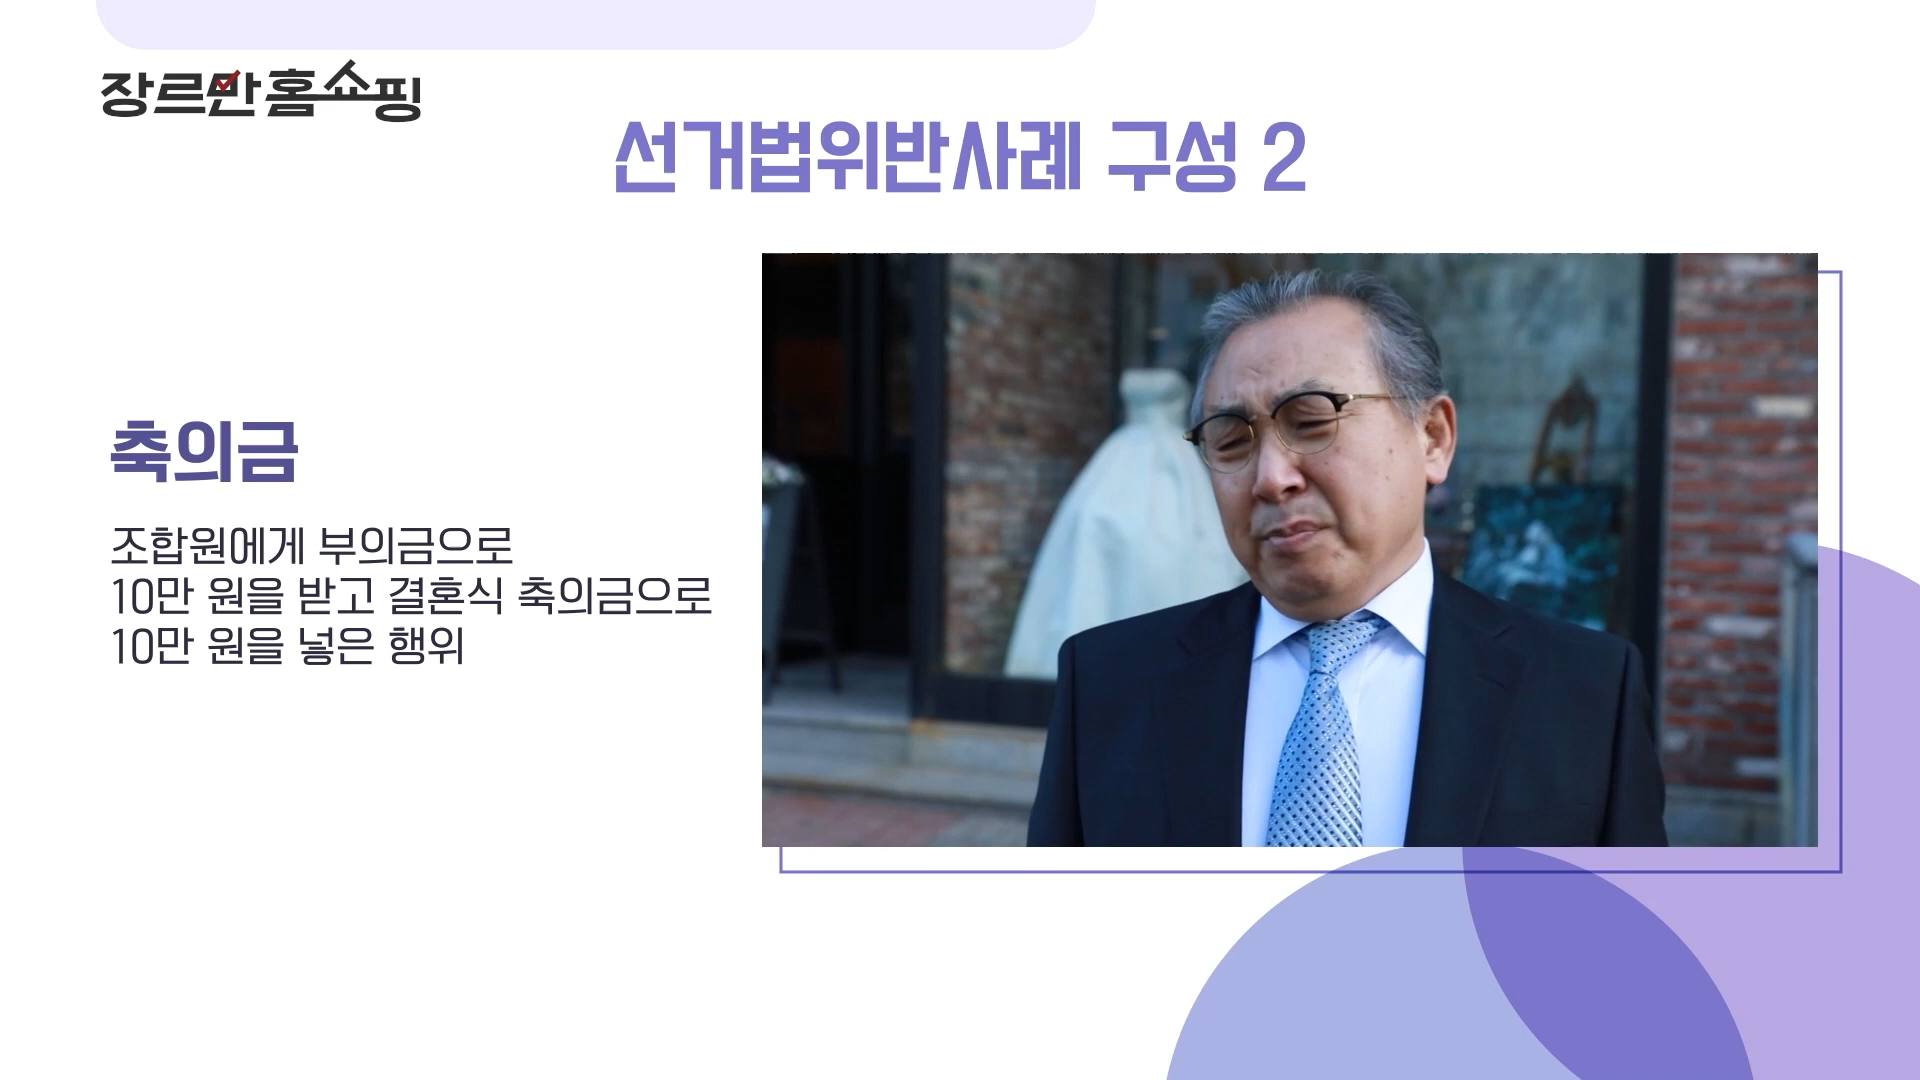 장르만 홈쇼핑
선거법위반사례 구성 2
축의금
조합원에게 부의금으로
10만 원을 받고 결혼식 축의금으로
10만 원을 넣은 행위